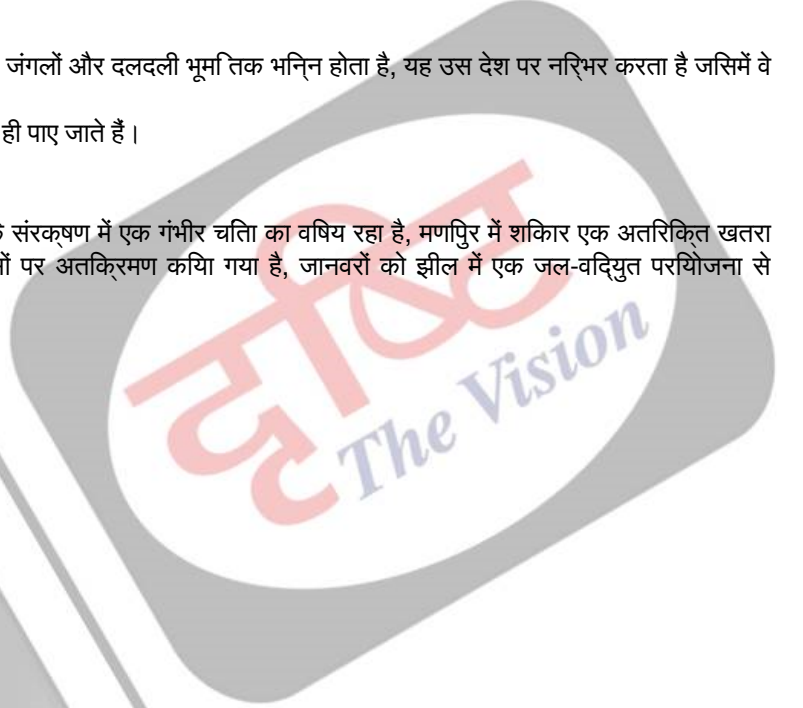 जंगलों और दलदली भूमि तक भिन्न होता है, यह उस देश पर निर्भर करता है जिसमें वे
ही पाए जाते हैं।
संरक्षण में एक गंभीर चिंता का विषय रहा है, मणिपुर में शिकार एक अतिरिक्त खतरा
पर अतिक्रमण किया गया है, जानवरों को झील में एक जल-विद्युत परियोजना से
दृष्टि
The Vision